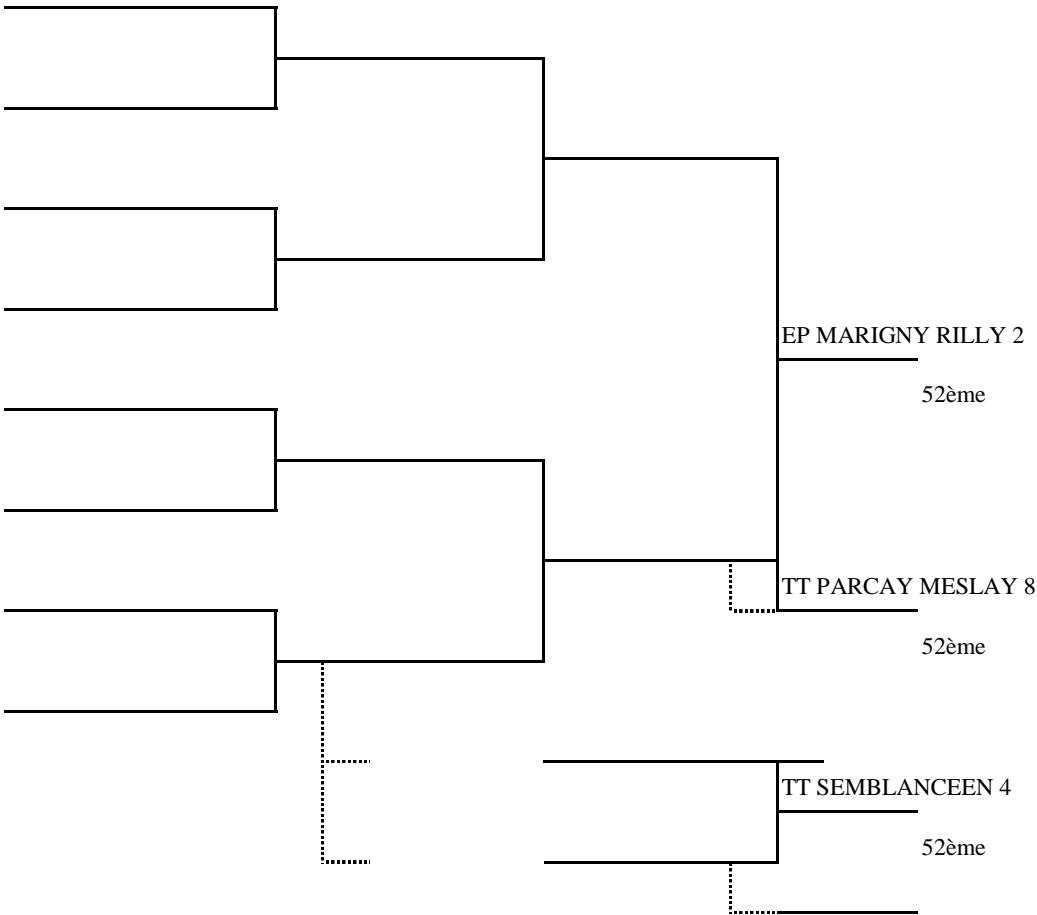 EP MARIGNY RILLY 2
52ème
TT PARCAY MESLAY 8
52ème
TT SEMBLANCEEN 4
52ème